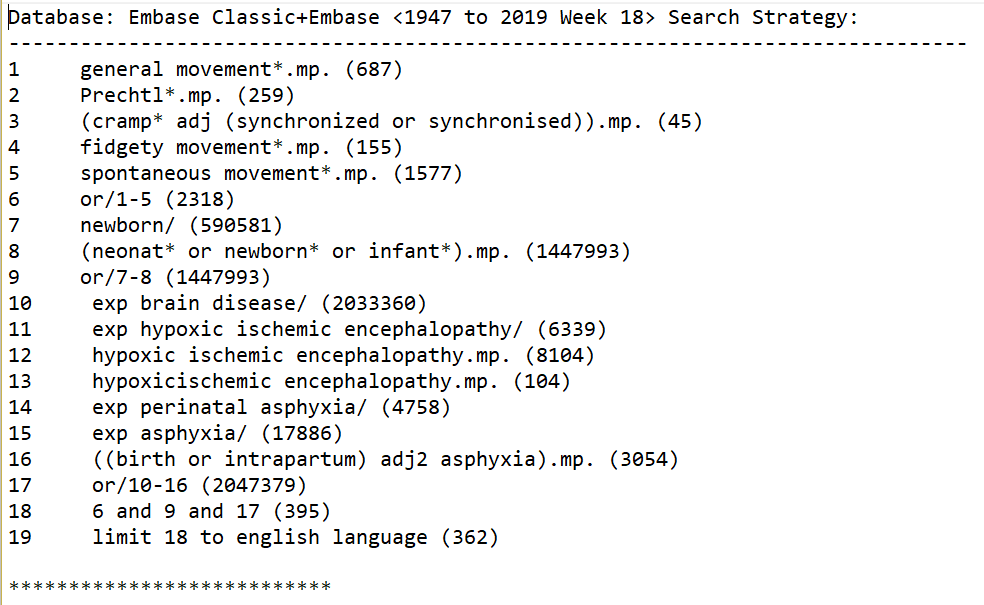 Database: Embase Classic+Embase <1947 to 2019 Week 18> Search Strategy:
--------------------------------------------------------------------------------
1 general movement*.mp. (687)
2 Prechtl*.mp. (259)
3 (cramp* adj (synchronized or synchronised)).mp. (45)
4 fidgety movement*.mp. (155)
5 spontaneous movement*.mp. (1577)
6 or/1-5 (2318)
7 newborn/ (590581)
8 (neonat* or newborn* or infant*).mp. (1447993)
9 or/7-8 (1447993)
10 exp brain disease/ (2033360)
11 exp hypoxic ischemic encephalopathy/ (6339)
12 hypoxic ischemic encephalopathy.mp. (8104)
13 hypoxicischemic encephalopathy.mp. (104)
14 exp perinatal asphyxia/ (4758)
15 exp asphyxia/ (17886)
16 ((birth or intrapartum) adj2 asphyxia).mp. (3054)
17 or/10-16 (2047379)
18 6 and 9 and 17 (395)
19 limit 18 to english language (362)
***************************